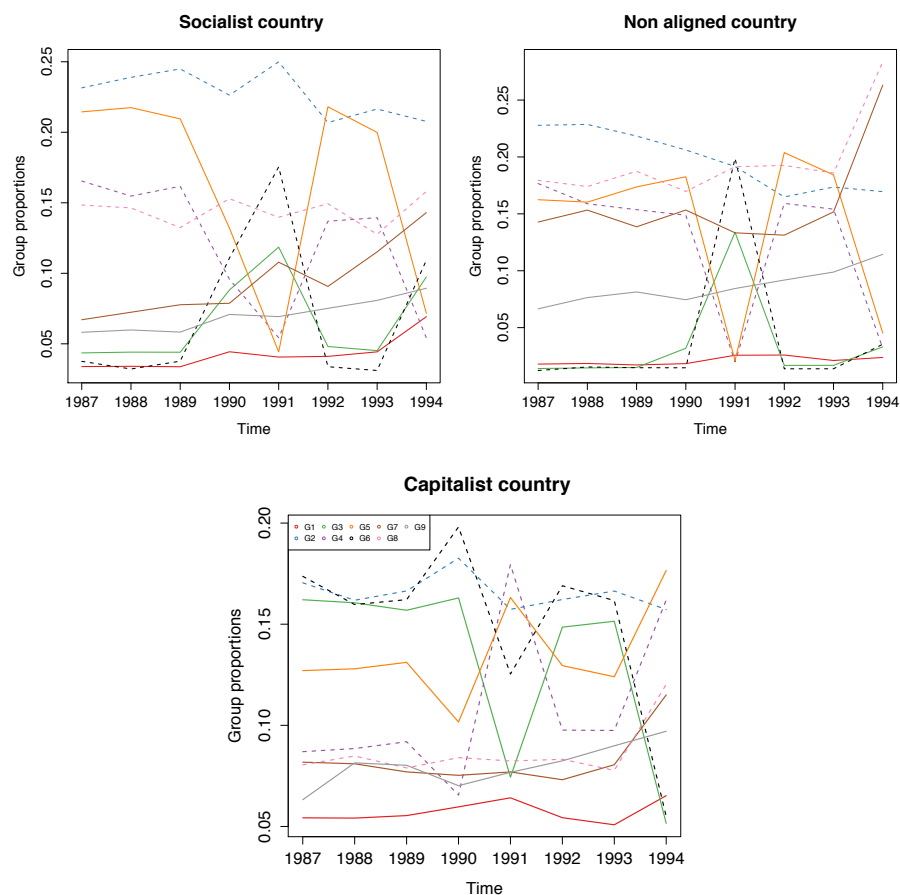 Socialist country
Group proportions
0.05 0.10 0.15 0.20 0.25
1987 1988 1989 1990 1991 1992 1993 1994
Time
Non aligned country
Group proportions
0.05 0.10 0.15 0.20 0.25
1987 1988 1989 1990 1991 1992 1993 1994
Time
Capitalist country
G1 G3 G5 G7 G9
G2 G4 G6 G8
Group proportions
0.05 0.10 0.15 0.20
1987 1988 1989 1990 1991 1992 1993 1994
Time